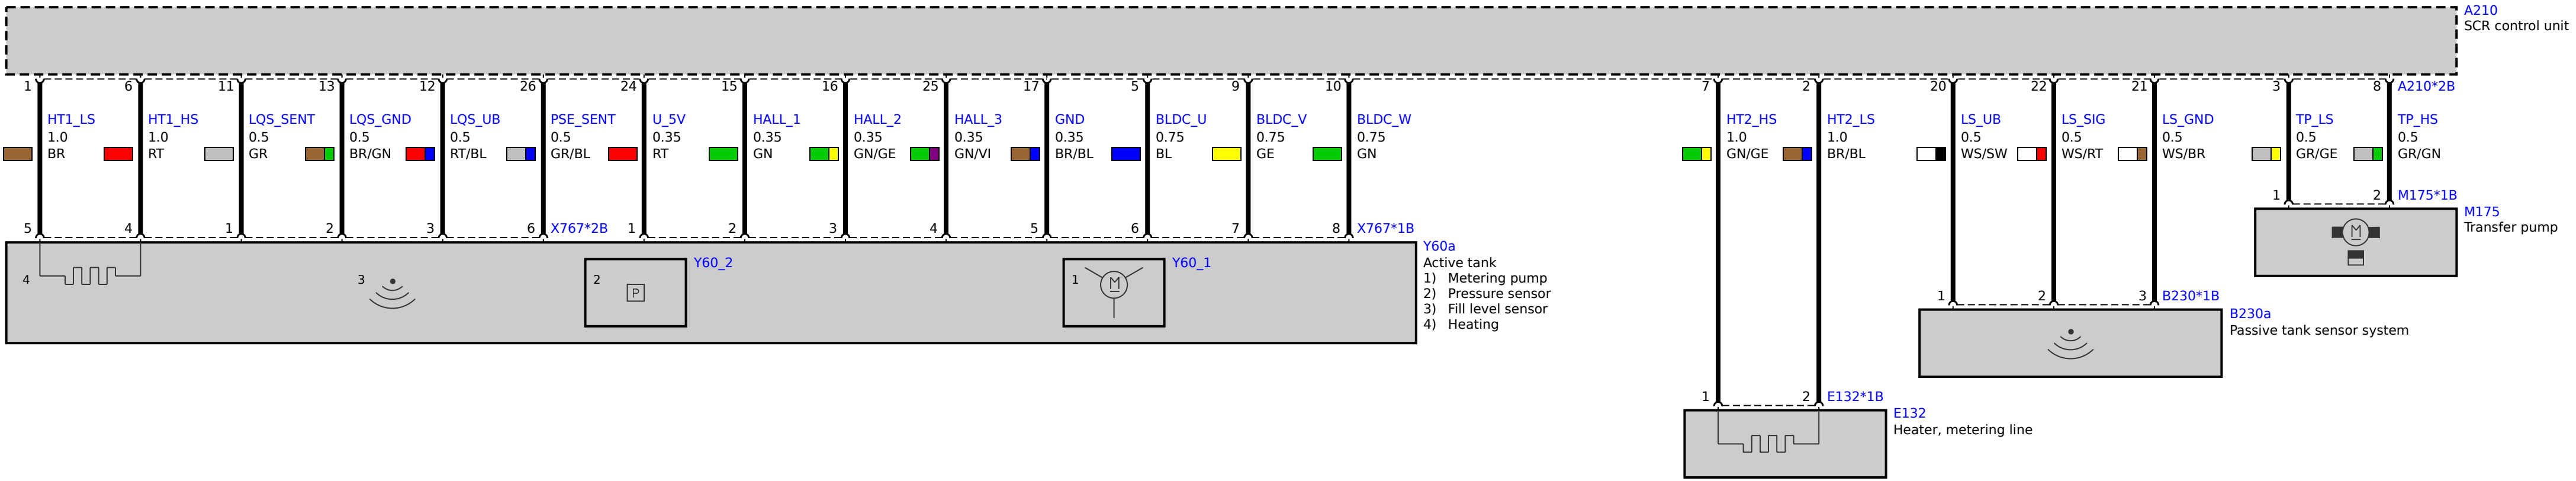 A210
SCR control unit
1 6 11 13 12 26 24 15 16 25 17 5 9 10 7 2 20 22 21 3 8 A210*2B
HT1_LS HT1_HS LQS_SENT LQS_GND LQS_UB PSE_SENT U_5V HALL_1 HALL_2 HALL_3 GND BLDC_U BLDC_V BLDC_W HT2_HS HT2_LS LS_UB LS_SIG LS_GND TP_LS TP_HS
1.0 1.0 0.5 0.5 0.5 0.5 0.35 0.35 0.35 0.35 0.35 0.75 0.75 0.75 1.0 1.0 0.5 0.5 0.5 0.5 0.5
BR RT GR BR/GN RT/BL GR/BL RT GN GN/GE GN/VI BR/BL BL GE GN GN/GE BR/BL WS/SW WS/RT WS/BR GR/GE GR/GN
1 2 M175*1B
M175
Transfer pump
M
5 4 1 2 3 6 X767*2B 1 2 3 4 5 6 7 8 X767*1B
Y60a
Active tank
1) Metering pump
2) Pressure sensor
3) Fill level sensor
4) Heating
4 3 2 P Y60_2 1 M Y60_1
1 2 3 B230*1B
B230a
Passive tank sensor system
1 2 E132*1B
E132
Heater, metering line